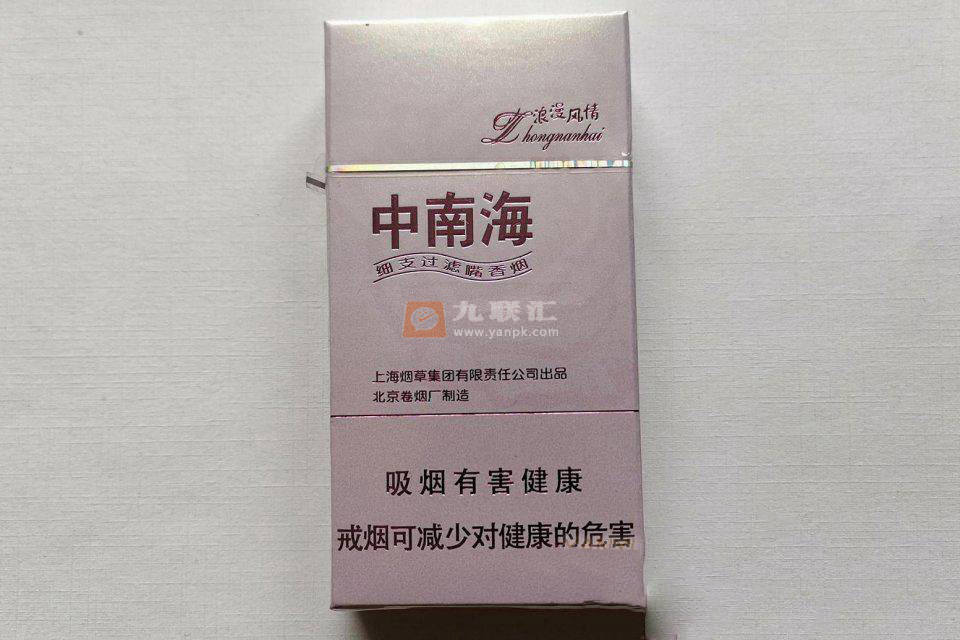 浪漫风情
Zhongnanhai
中南海
细支过滤嘴香烟
九联汇
www.yanpk.com
上海烟草集团有限责任公司出品
北京卷烟厂制造
吸烟有害健康
戒烟可减少对健康的危害